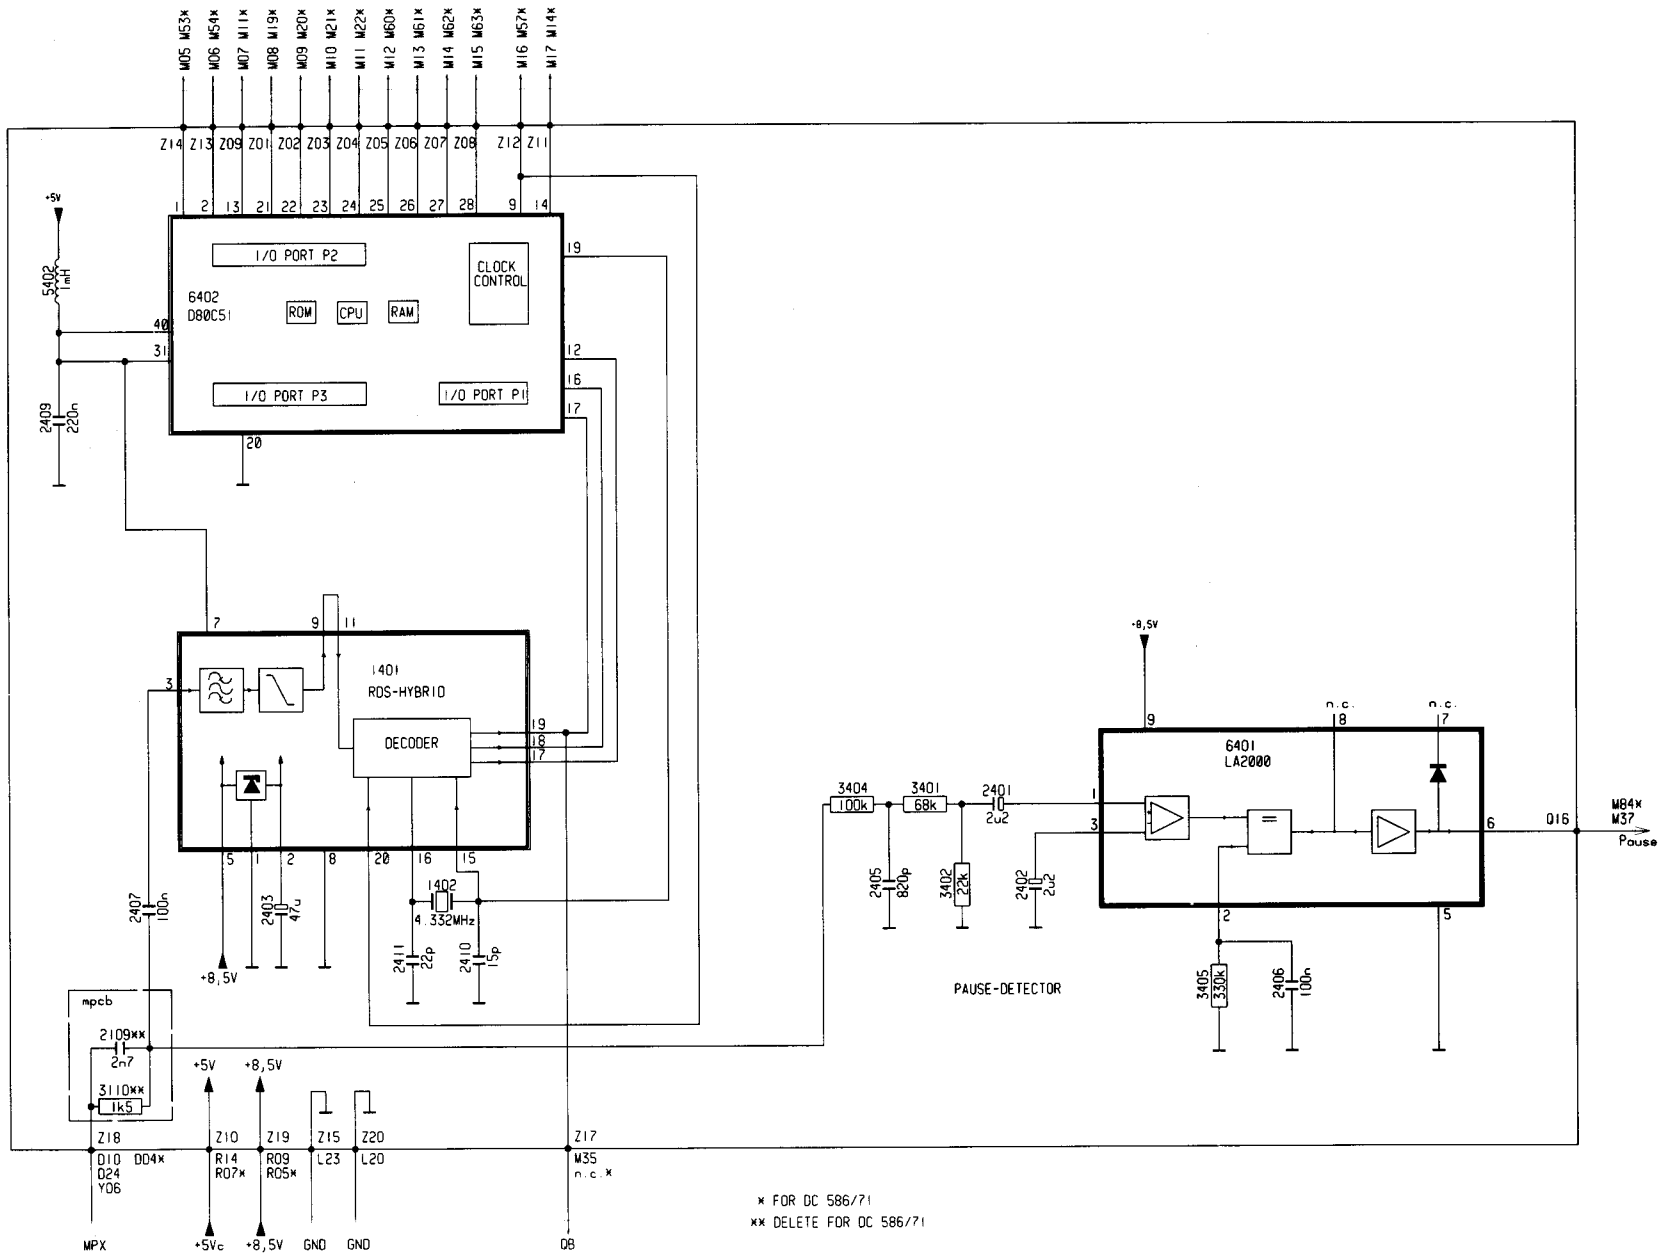 M05 M53*
M06 M54*
M07 M11*
M08 M19*
M09 M20*
M10 M21*
M11 M22*
M12 M60*
M13 M61*
M14 M62*
M15 M63*
M16 M57*
M17 M14*
Z14 Z13 Z09 Z01 Z02 Z03 Z04 Z05 Z06 Z07 Z08 Z12 Z11
+5V
1 2 13 21 22 23 24 25 26 27 28 9 14
19
I/O PORT P2
CLOCK
CONTROL
5402
1mH
6402
D80C51
ROM
CPU
RAM
40
31
12
16
17
I/O PORT P3
I/O PORT P1
2409
220n
20
7
9
11
1401
RDS-HYBRID
3
DECODER
19
18
17
5 1 2 8 20 16 15
2407
100n
2403
47u
1402
4.332MHz
2411
22p
2410
15p
+8,5V
mpcb
2109**
2n7
3110**
1k5
+5V
+8,5V
Z18 Z10 Z19 Z15 Z20 Z17
D10 DD4*
D24
Y06
R14
R07*
R09
R05*
L23
L20
M35
n.c.*
MPX
+5Vc
+8,5V
GND
GND
QB
+8,5V
9
n.c.
8
n.c.
7
6401
LA2000
3404
100k
3401
68k
2401
2u2
1
3
2405
820p
3402
22k
2402
2u2
6
Q16
M84*
M37
Pause
2
5
3405
330k
2406
100n
PAUSE-DETECTOR
* FOR DC 586/71
** DELETE FOR DC 586/71